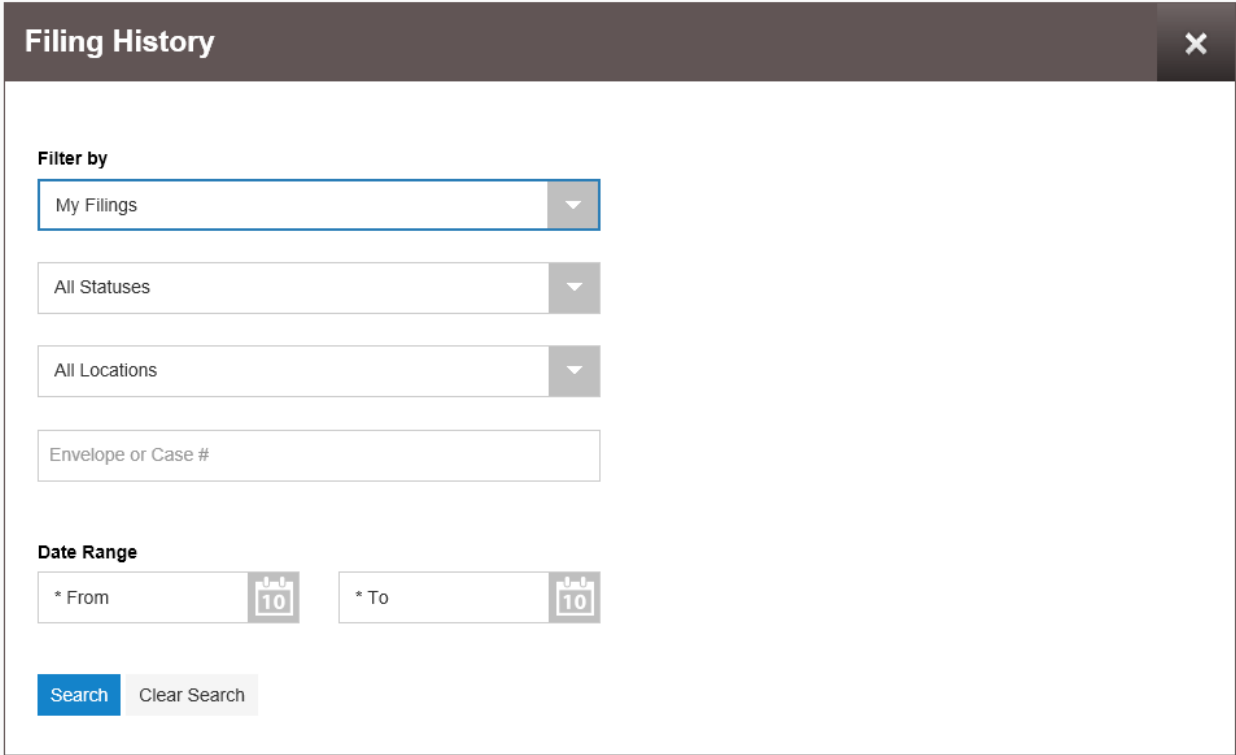 Filing History
Filter by
My Filings
All Statuses
All Locations
Envelope or Case #
Date Range
* From 10 * To 10
Search Clear Search